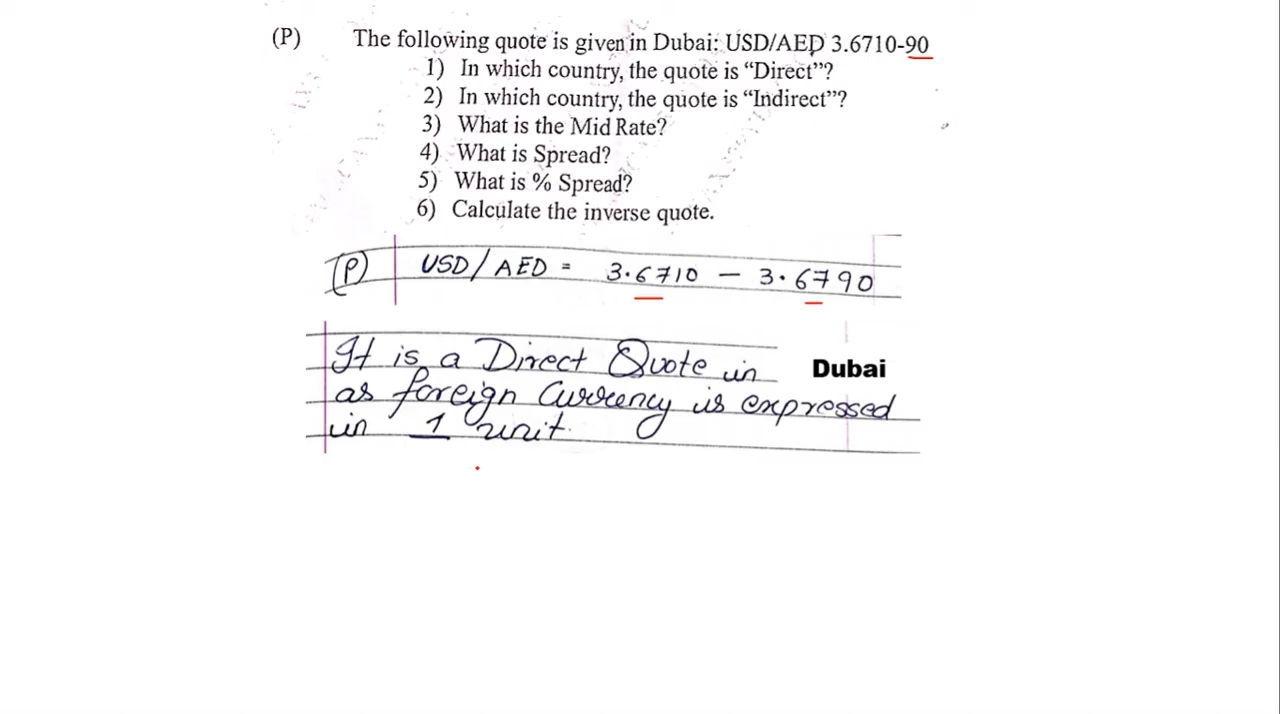 (P) The following quote is given in Dubai: USD/AED 3.6710-90
1) In which country, the quote is “Direct”?
2) In which country, the quote is “Indirect”?
3) What is the Mid Rate?
4) What is Spread?
5) What is % Spread?
6) Calculate the inverse quote.
(P) USD/AED = 3.6710 — 3.6790
It is a Direct Quote in Dubai
as foreign Currency is expressed
in 1 unit.